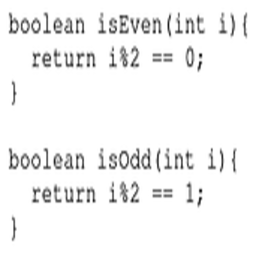 boolean isEven(int i){
  return i%2 == 0;
}

boolean isOdd(int i){
  return i%2 == 1;
}